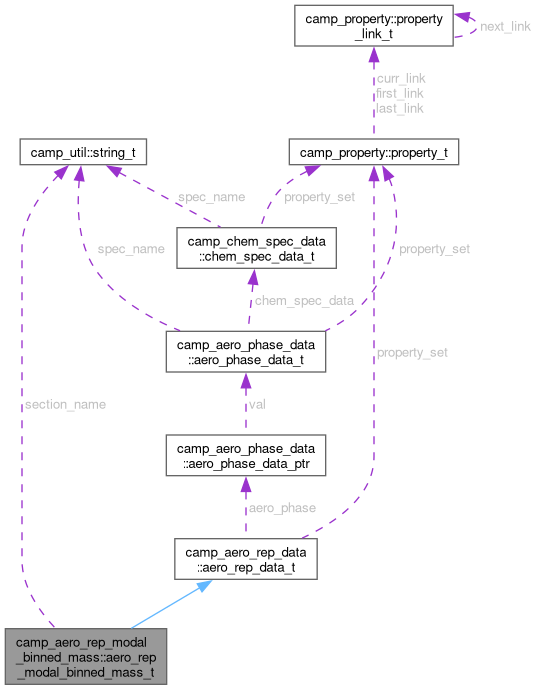 camp_property::property
_link_t
next_link
curr_link
first_link
last_link
camp_util::string_t
camp_property::property_t
spec_name
property_set
camp_chem_spec_data
::chem_spec_data_t
spec_name
property_set
chem_spec_data
camp_aero_phase_data
::aero_phase_data_t
property_set
section_name
val
camp_aero_phase_data
::aero_phase_data_ptr
aero_phase
camp_aero_rep_data
::aero_rep_data_t
camp_aero_rep_modal
_binned_mass::aero_rep
_modal_binned_mass_t